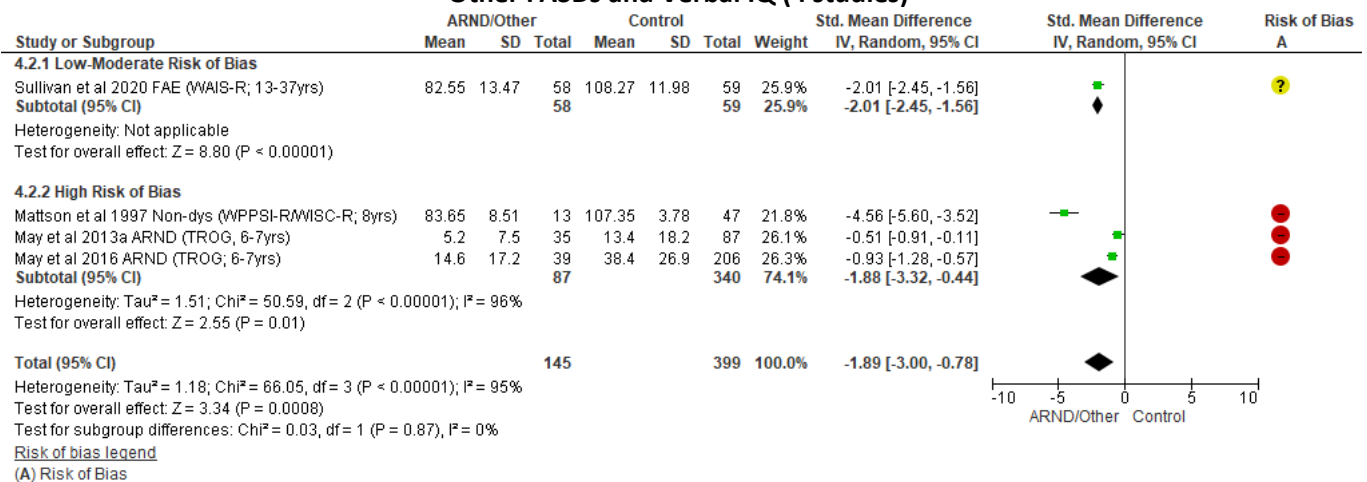 Other FASDs and Verbal IQ (4 studies)
ARND/Other Control Std. Mean Difference Std. Mean Difference Risk of Bias
Study or Subgroup Mean SD Total Mean SD Total Weight IV, Random, 95% CI IV, Random, 95% CI A
4.2.1 Low-Moderate Risk of Bias
Sullivan et al 2020 FAE (WAIS-R; 13-37yrs) 82.55 13.47 58 108.27 11.98 59 25.9% -2.01 [-2.45, -1.56] ?
Subtotal (95% CI) 58 59 25.9% -2.01 [-2.45, -1.56]
Heterogeneity: Not applicable
Test for overall effect: Z = 8.80 (P < 0.00001)
4.2.2 High Risk of Bias
Mattson et al 1997 Non-dys (WPPSI-R/WISC-R; 8yrs) 83.65 8.51 13 107.35 3.78 47 21.8% -4.56 [-5.60, -3.52] –
May et al 2013a ARND (TROG, 6-7yrs) 5.2 7.5 35 13.4 18.2 87 26.1% -0.51 [-0.91, -0.11] –
May et al 2016 ARND (TROG; 6-7yrs) 14.6 17.2 39 38.4 26.9 206 26.3% -0.93 [-1.28, -0.57] –
Subtotal (95% CI) 87 340 74.1% -1.88 [-3.32, -0.44]
Heterogeneity: Tau² = 1.51; Chi² = 50.59, df = 2 (P < 0.00001); I² = 96%
Test for overall effect: Z = 2.55 (P = 0.01)
Total (95% CI) 145 399 100.0% -1.89 [-3.00, -0.78]
Heterogeneity: Tau² = 1.18; Chi² = 66.05, df = 3 (P < 0.00001); I² = 95%
Test for overall effect: Z = 3.34 (P = 0.0008)
Test for subgroup differences: Chi² = 0.03, df = 1 (P = 0.87), I² = 0%
-10 -5 0 5 10
ARND/Other Control
Risk of bias legend
(A) Risk of Bias